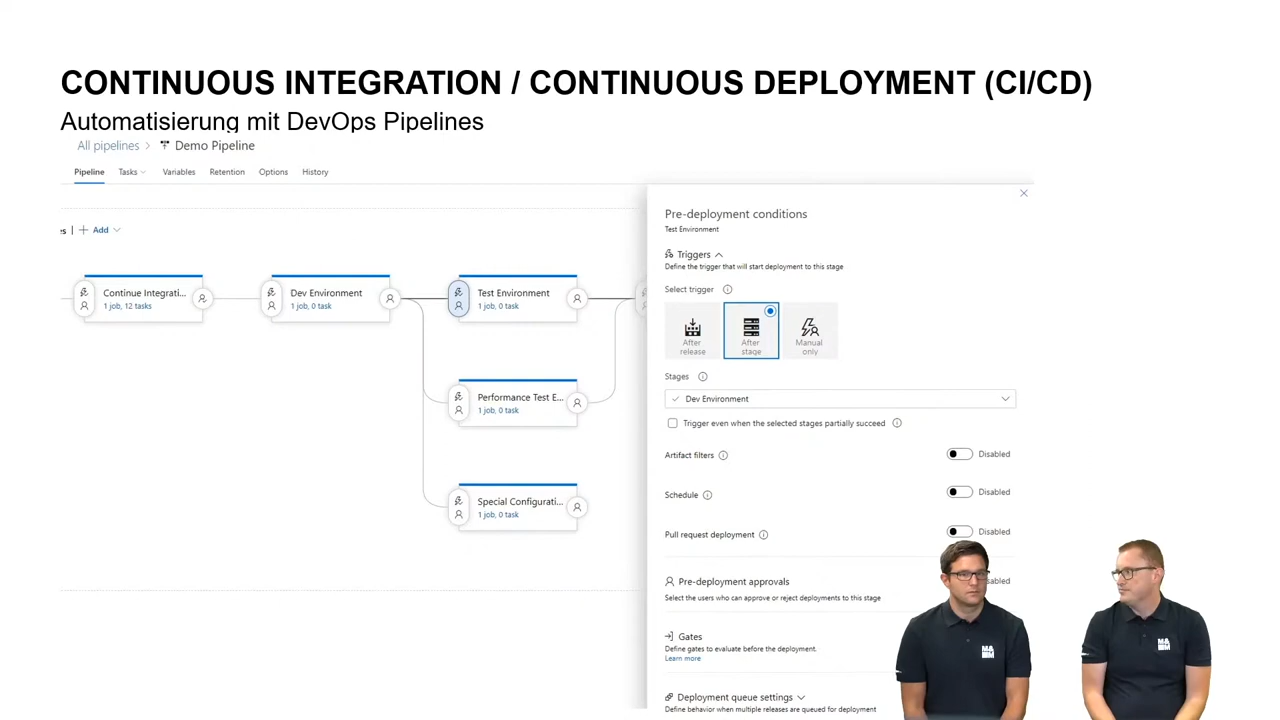 CONTINUOUS INTEGRATION / CONTINUOUS DEPLOYMENT (CI/CD)
Automatisierung mit DevOps Pipelines
All pipelines > Demo Pipeline
Pipeline Tasks Variables Retention Options History
es | + Add
Continue Integrati...
1 job, 12 tasks
Dev Environment
1 job, 0 task
Test Environment
1 job, 0 task
Performance Test E...
1 job, 0 task
Special Configurati...
1 job, 0 task
Pre-deployment conditions
Test Environment
Triggers
Define the trigger that will start deployment to this stage
Select trigger
After release
After stage
Manual only
Stages
Dev Environment
Trigger even when the selected stages partially succeed
Artifact filters Disabled
Schedule Disabled
Pull request deployment Disabled
Pre-deployment approvals sabled
Select the users who can approve or reject deployments to this stage
Gates
Define gates to evaluate before the deployment.
Learn more
Deployment queue settings
Define behavior when multiple releases are queued for deployment